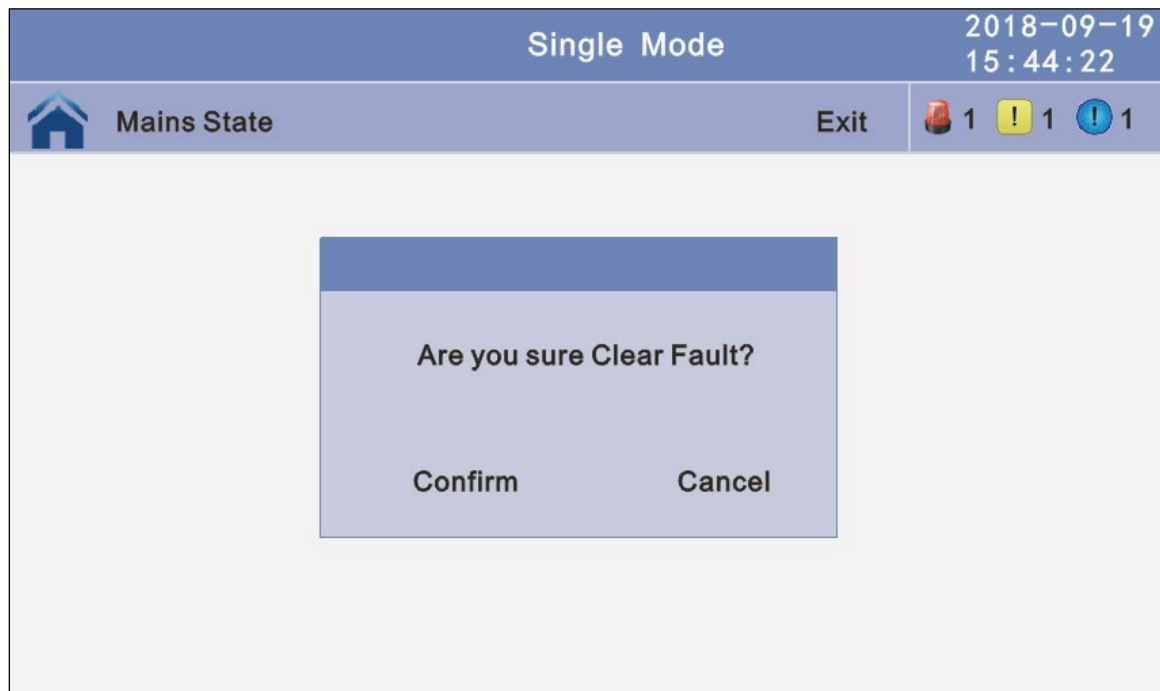 Single Mode
2018-09-19
15:44:22
Mains State
Exit
1
! 1
! 1
Are you sure Clear Fault?
Confirm
Cancel